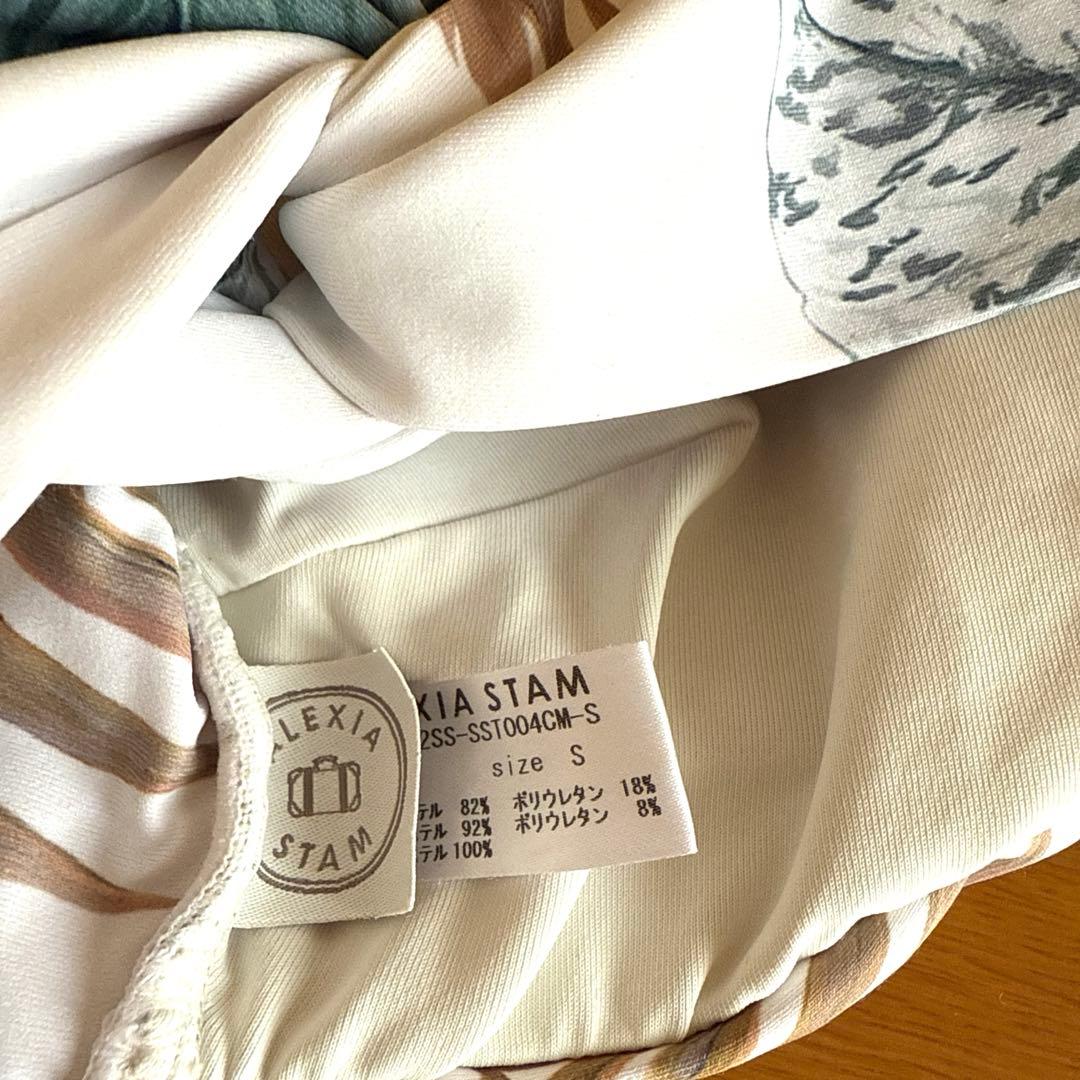 ALEXIA
STAM
XIA STAM
2SS-SST004CM-S
size S
テル 82% ポリウレタン 18%
テル 92% ポリウレタン 8%
テル 100%